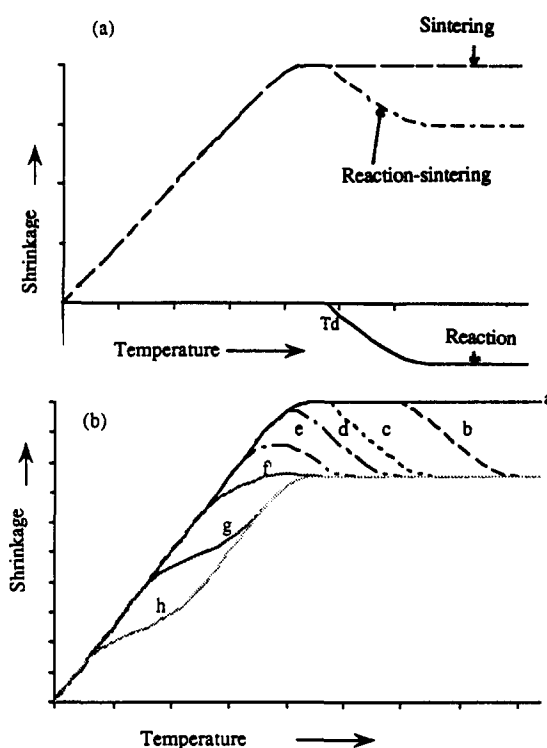 (a)
Sintering
Reaction-sintering
Shrinkage
Td
Temperature
Reaction
(b)
a
b
c
d
e
f
g
h
Shrinkage
Temperature